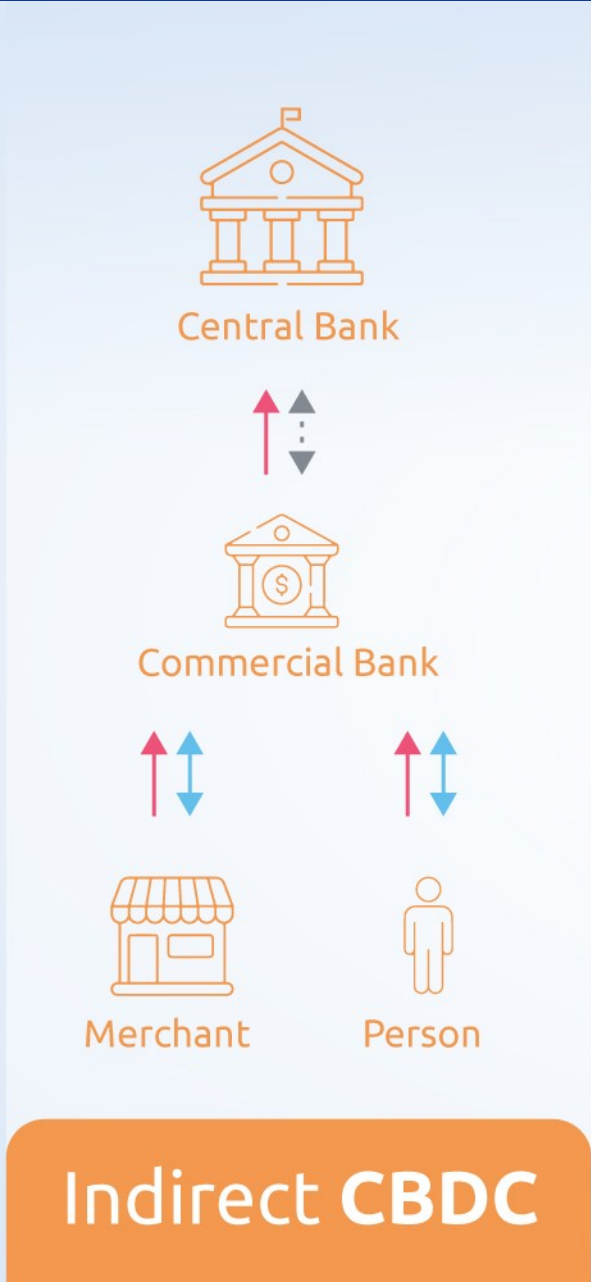 Central Bank
$
Commercial Bank
Merchant
Person
Indirect CBDC